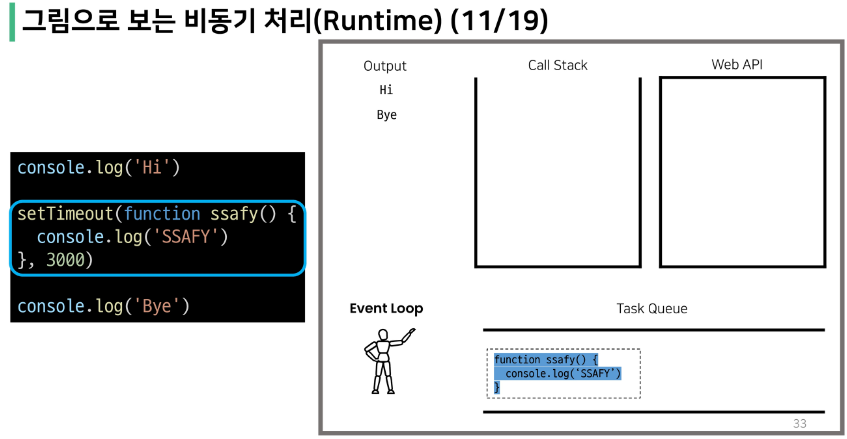 그림으로 보는 비동기 처리(Runtime) (11/19)
console.log('Hi')
setTimeout(function ssafy() {
  console.log('SSAFY')
}, 3000)
console.log('Bye')
Output
Hi
Bye
Call Stack
Web API
Event Loop
Task Queue
function ssafy() {
  console.log('SSAFY')
}
33